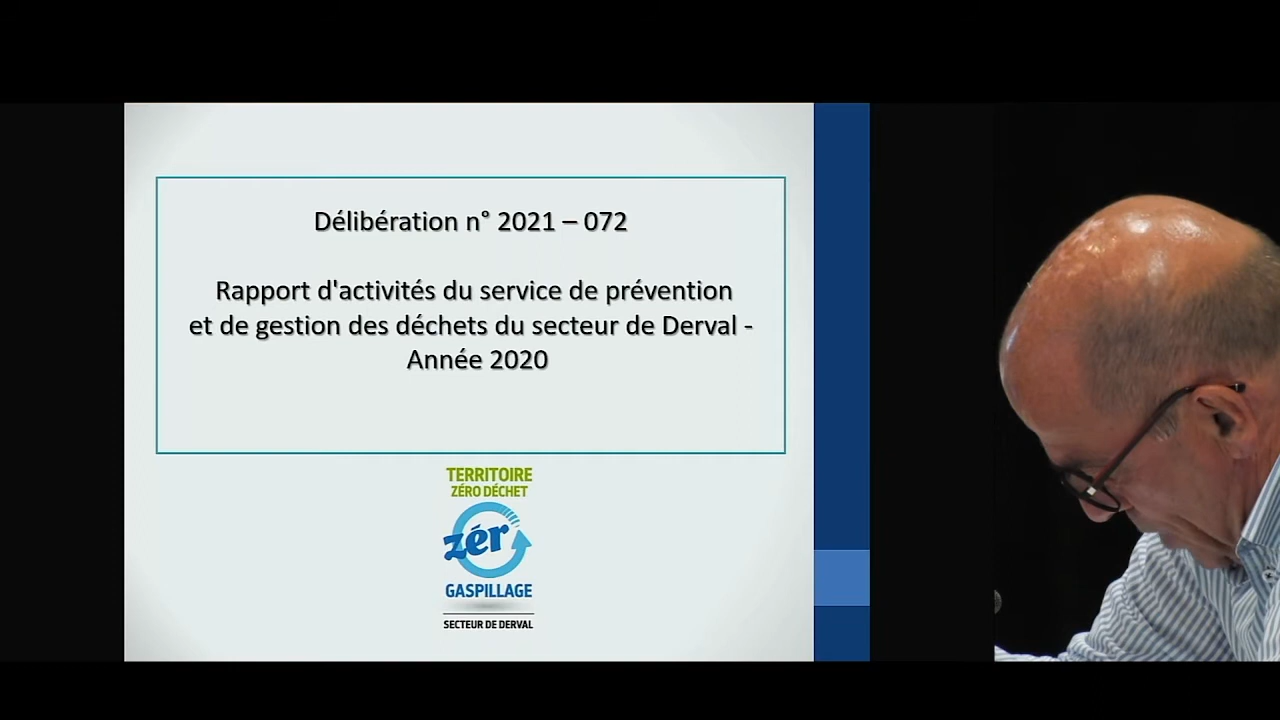 Délibération n° 2021 – 072
Rapport d'activités du service de prévention
et de gestion des déchets du secteur de Derval -
Année 2020
TERRITOIRE
ZÉRO DÉCHET
zér
GASPILLAGE
SECTEUR DE DERVAL